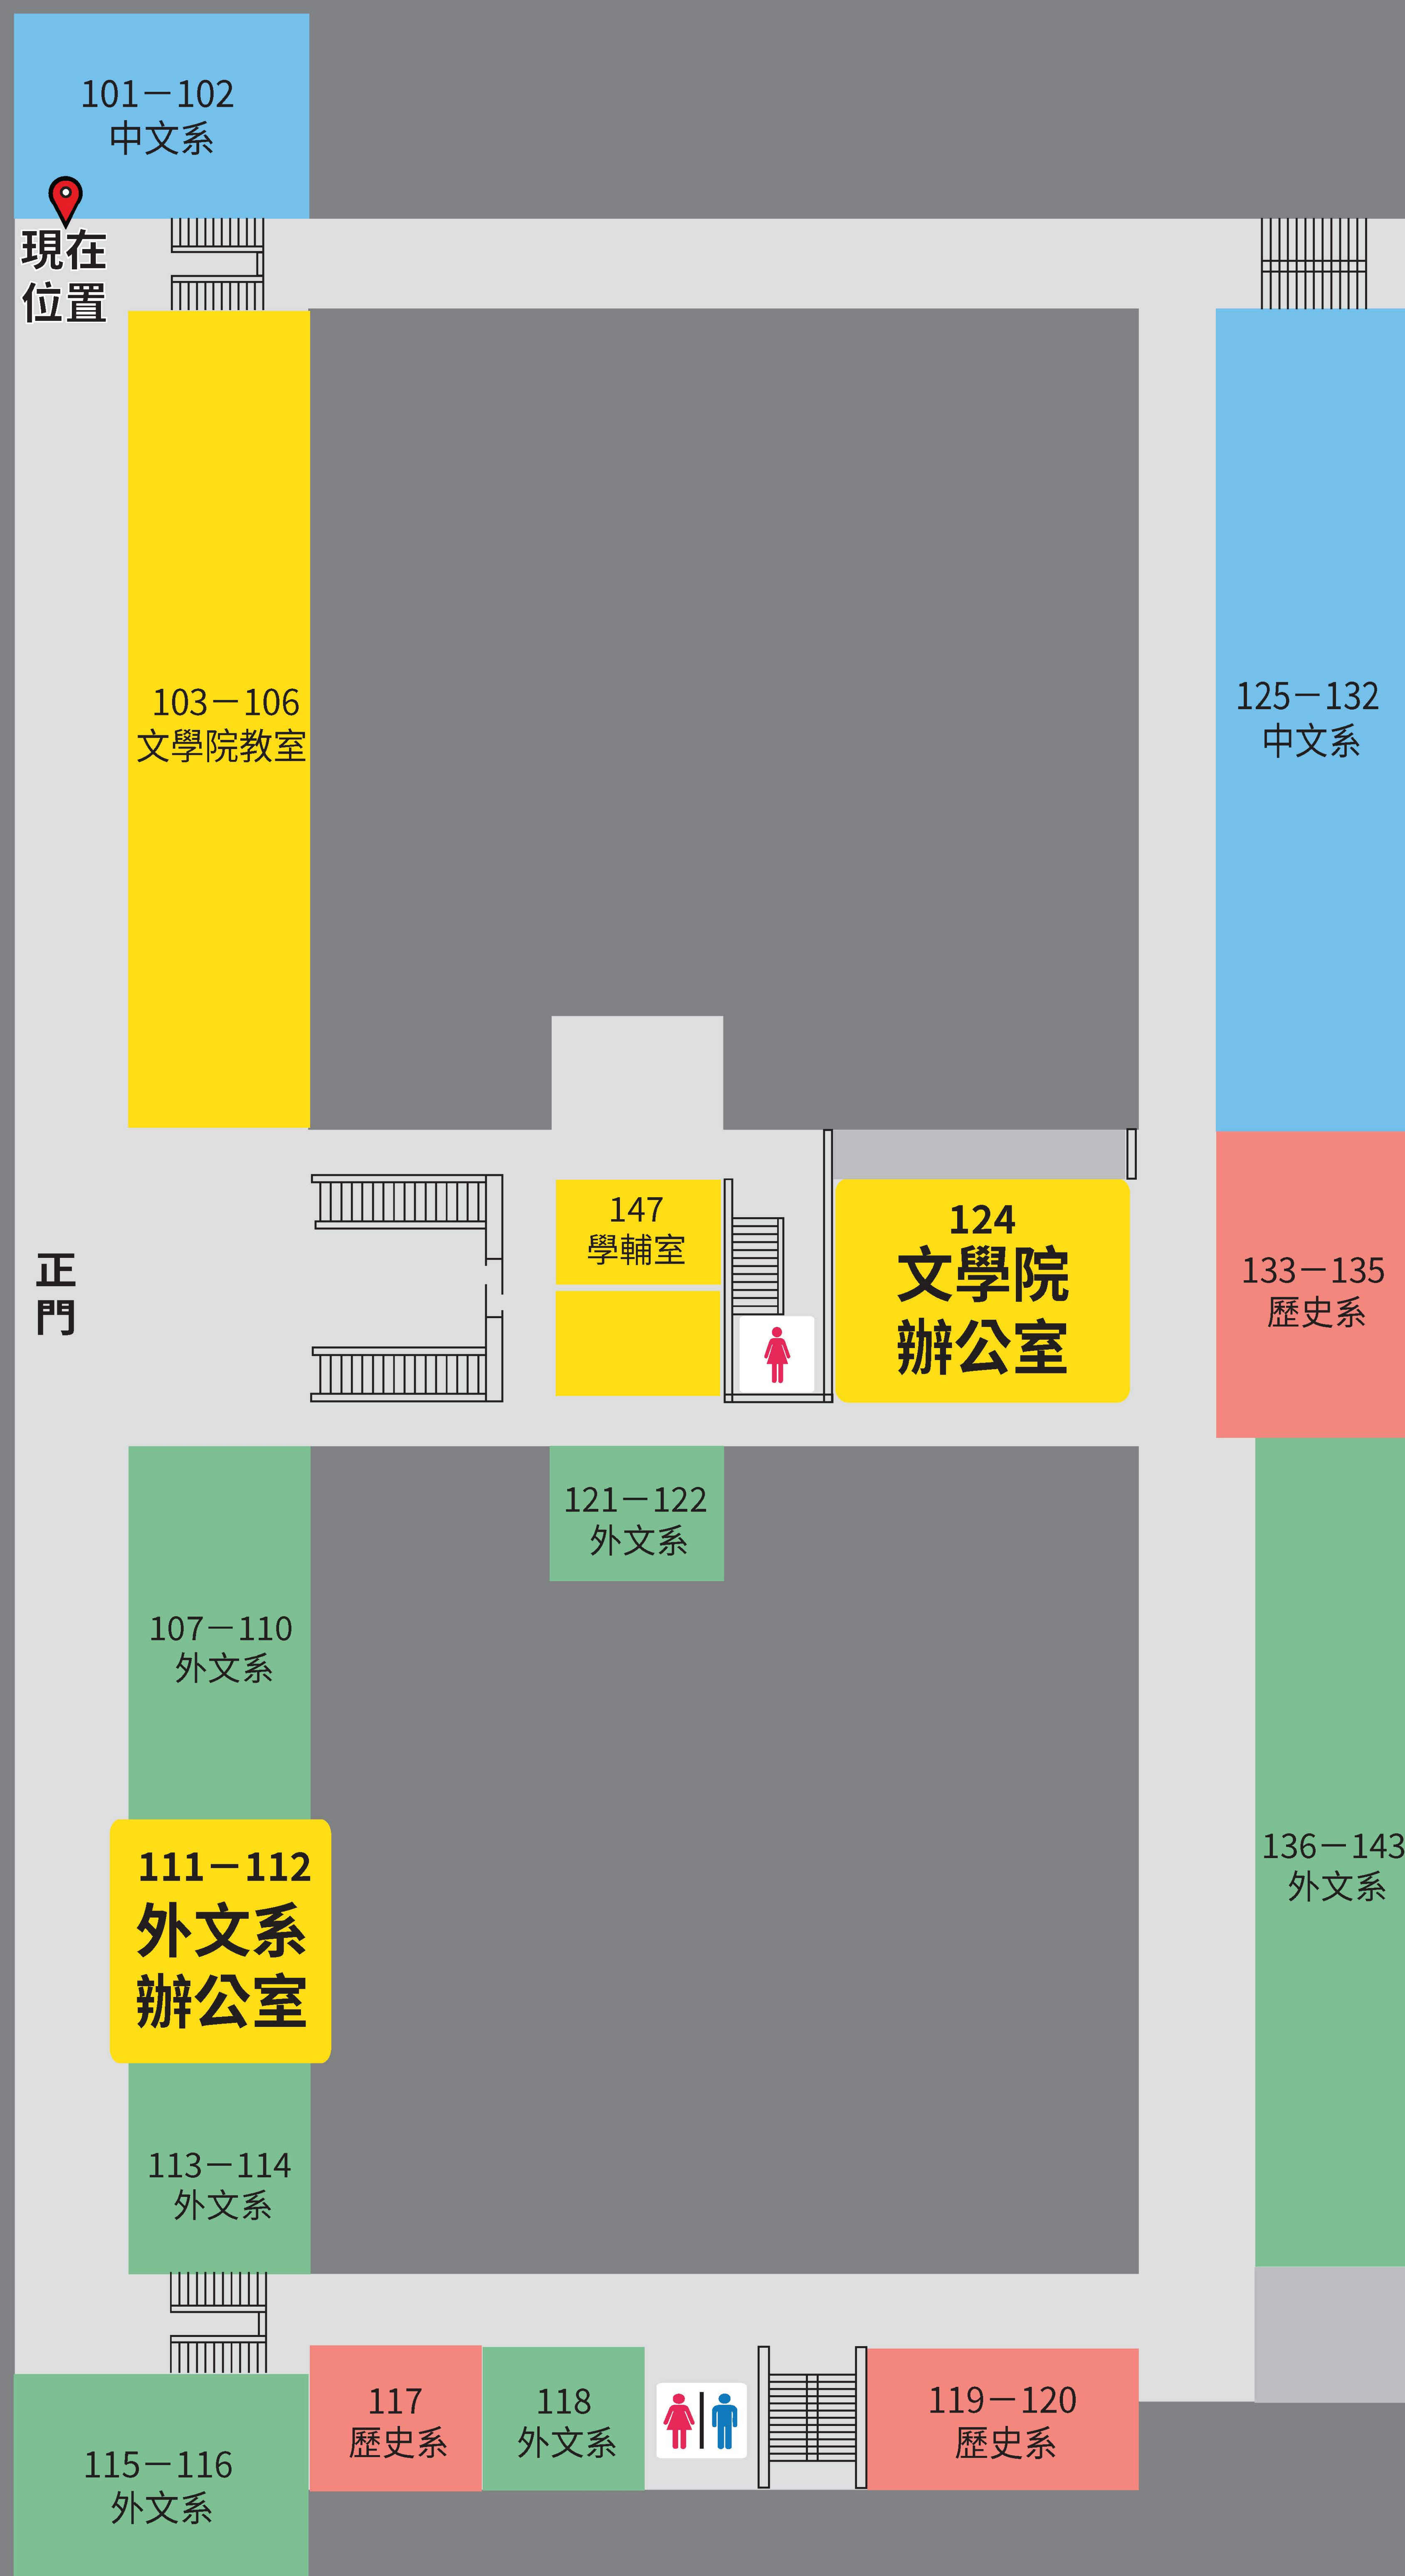 101－102
中文系
現在
位置
103－106
文學院教室
125－132
中文系
147
學輔室
124
文學院
辦公室
正
門
133－135
歷史系
121－122
外文系
107－110
外文系
111－112
外文系
辦公室
136－143
外文系
113－114
外文系
117
歷史系
118
外文系
119－120
歷史系
115－116
外文系